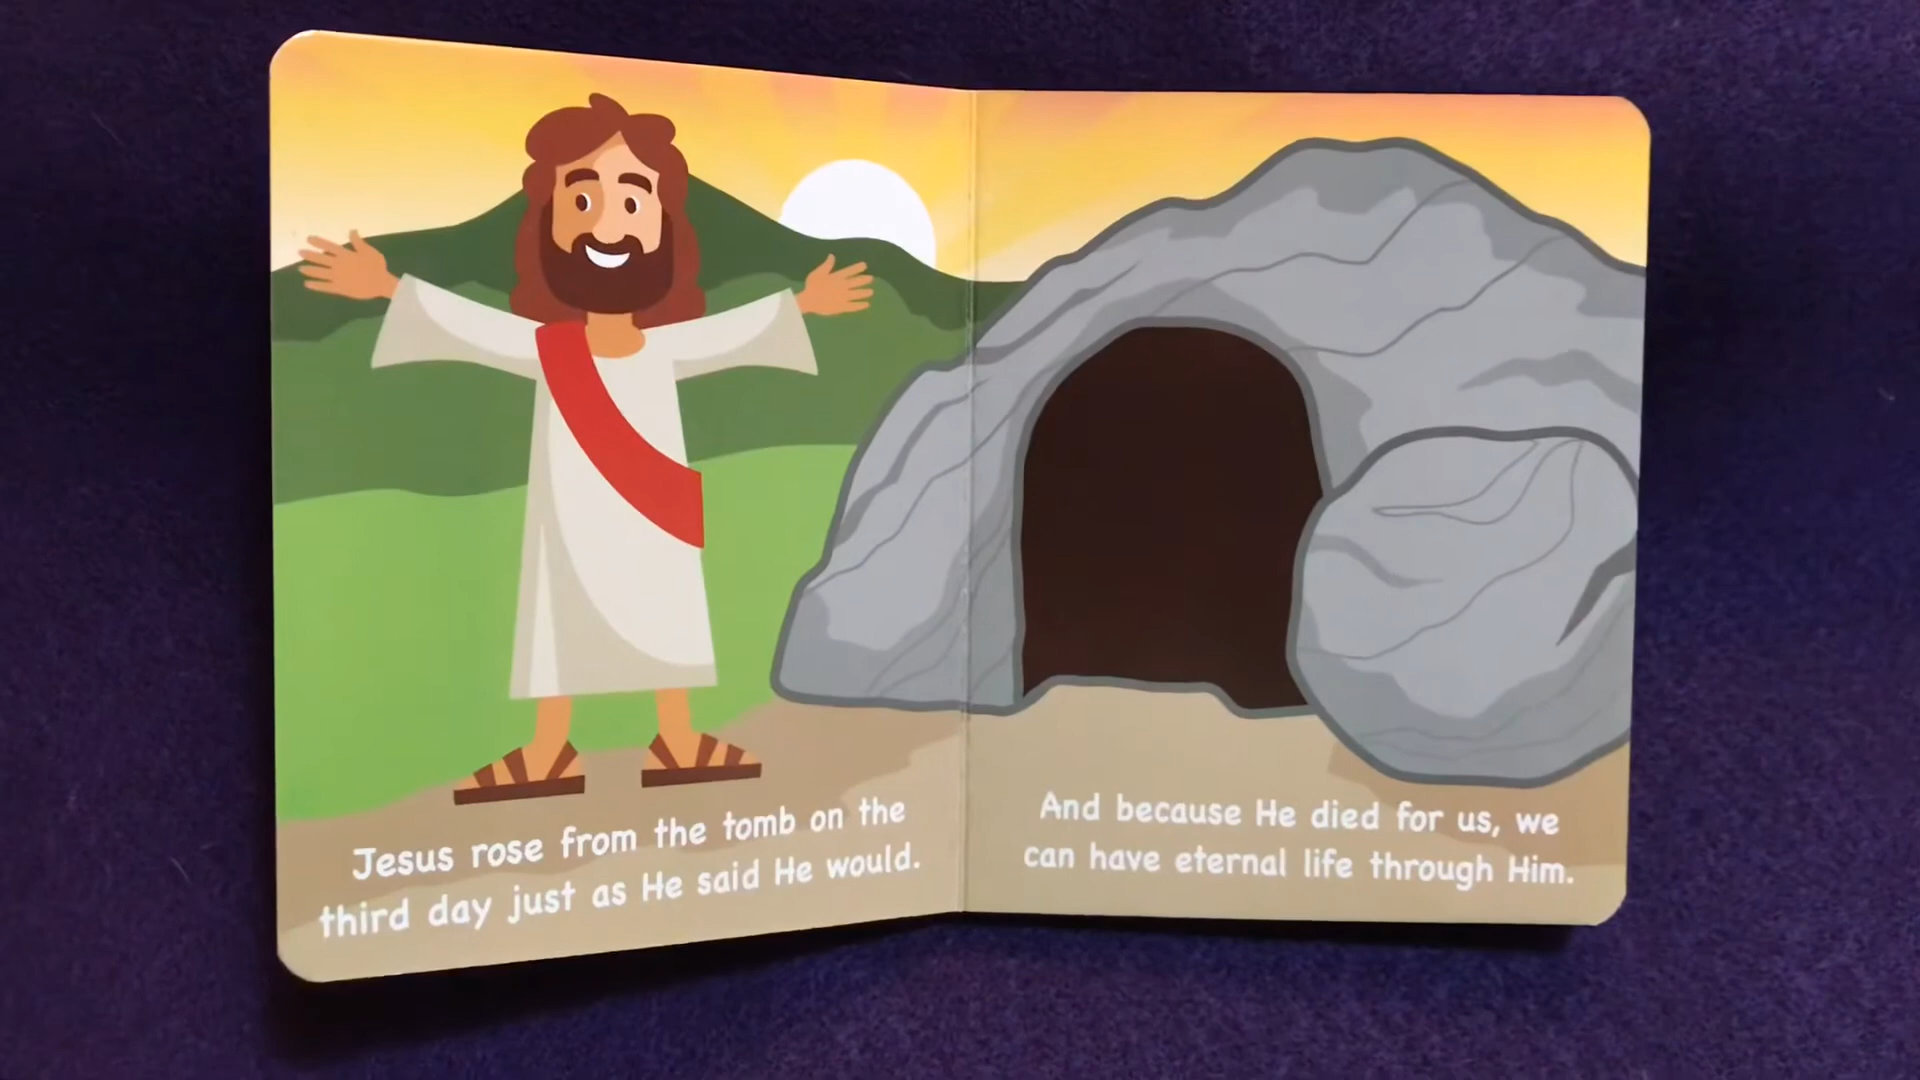 Jesus rose from the tomb on the
third day just as He said He would.
And because He died for us, we
can have eternal life through Him.